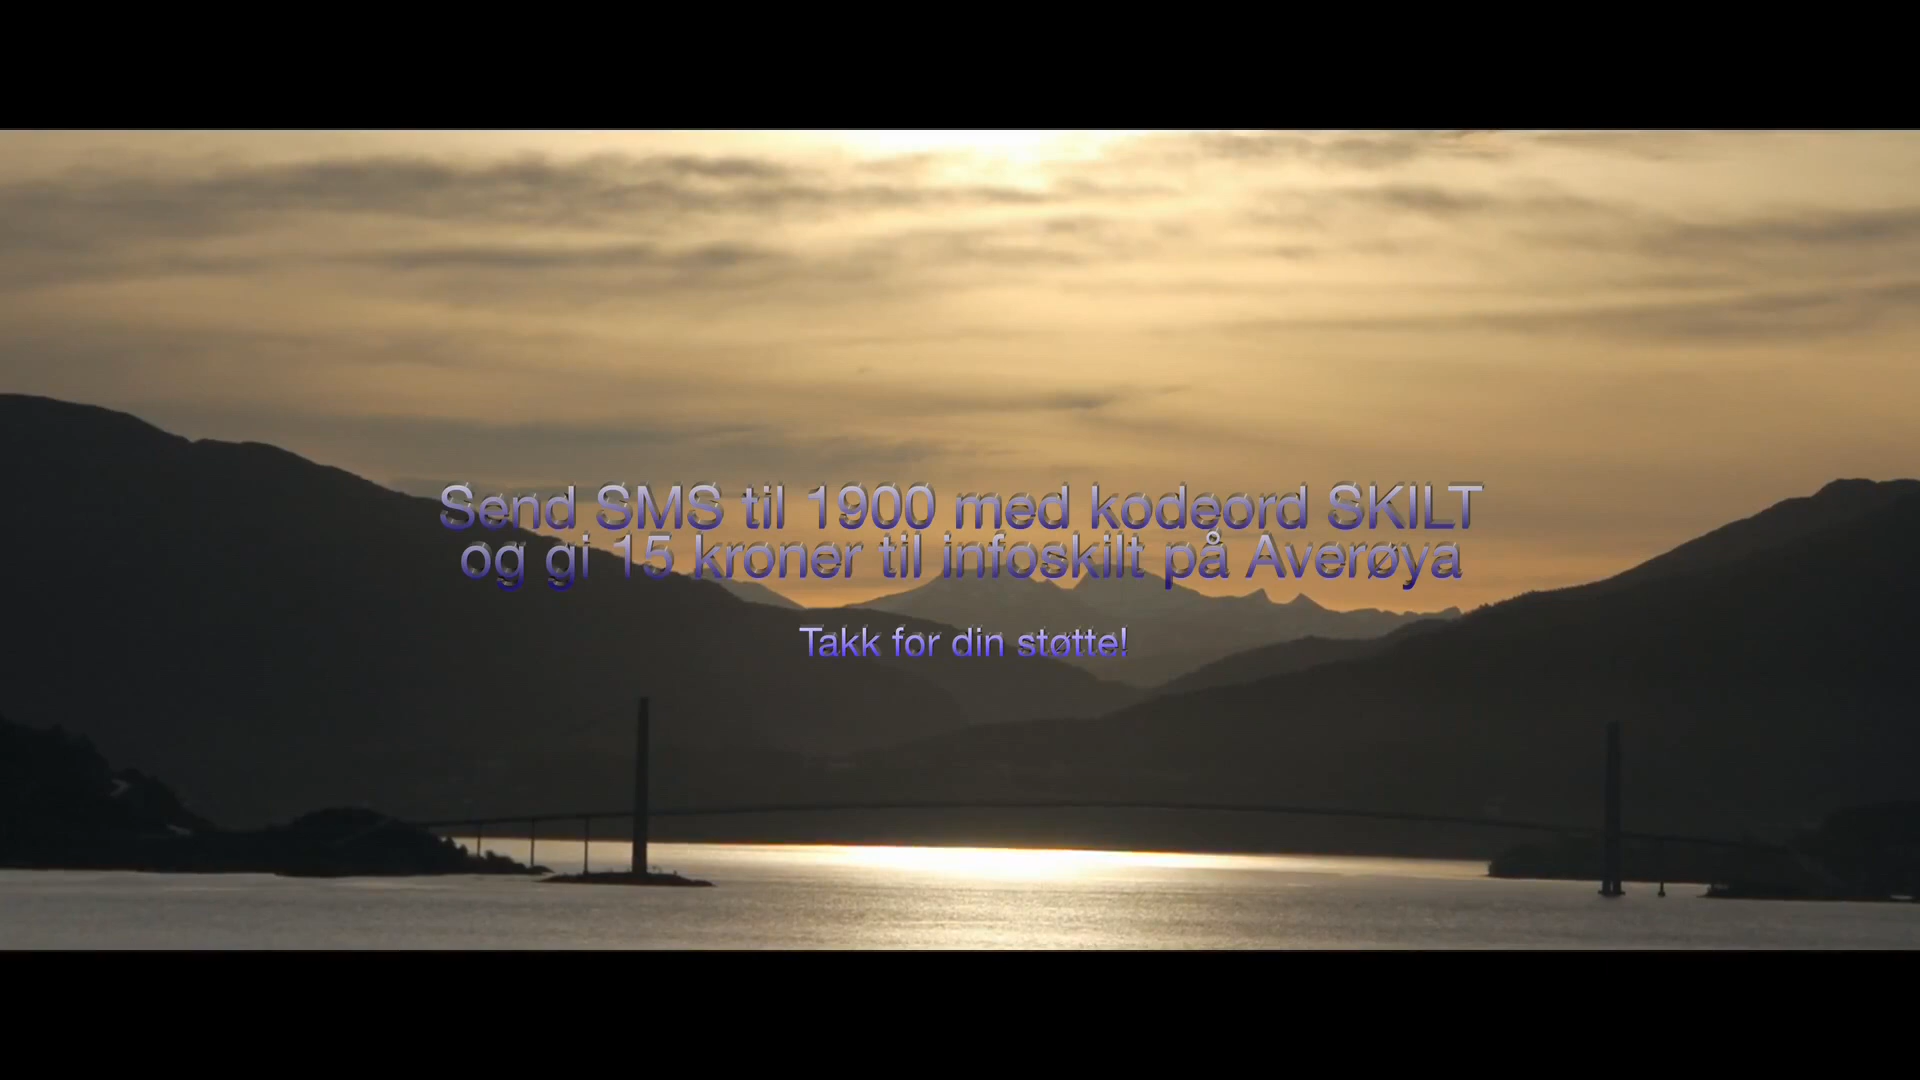 Send SMS til 1900 med kodeord SKILT
og gi 15 kroner til infoskilt på Averøya
Takk for din støtte!